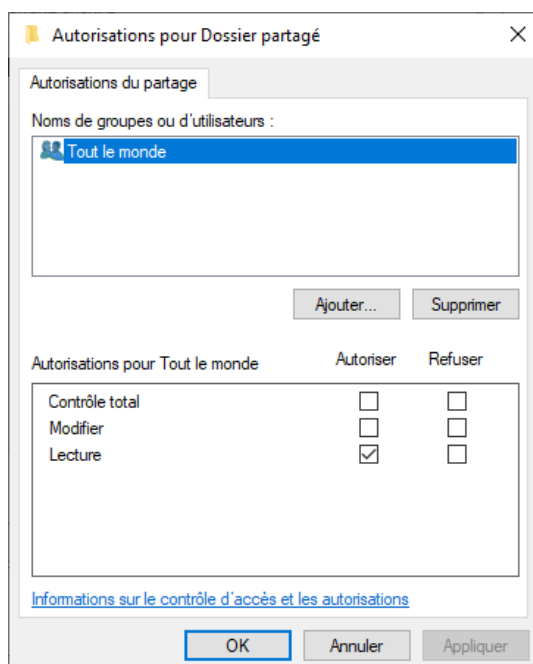 Autorisations pour Dossier partagé
Autorisations du partage
Noms de groupes ou d'utilisateurs :
Tout le monde
Ajouter... Supprimer
Autorisations pour Tout le monde Autoriser Refuser
Contrôle total
Modifier
Lecture
Informations sur le contrôle d'accès et les autorisations
OK Annuler Appliquer